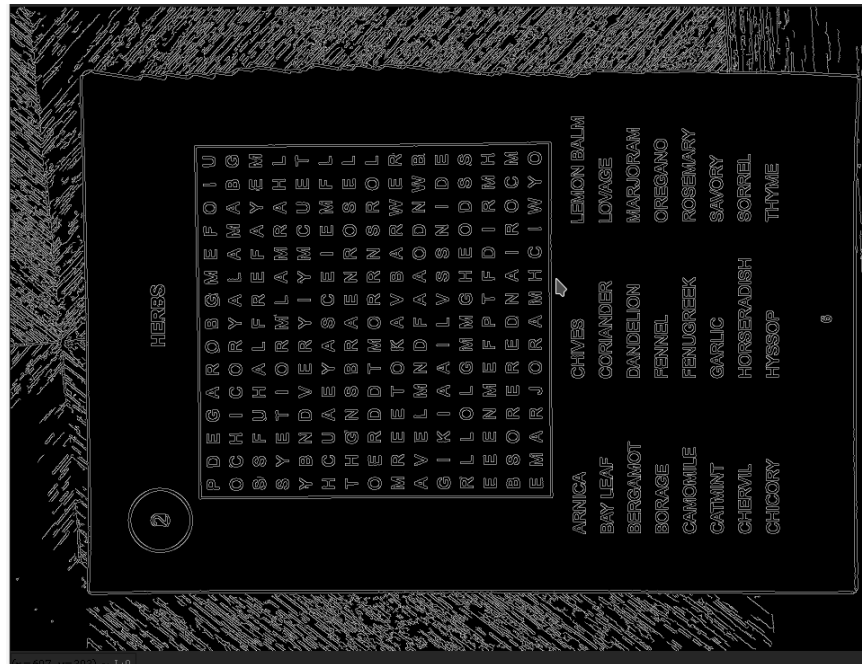 2
HERBS
P D E G A R O B G M E F O I U
O C H I C O R Y A L A M A B G
S S F U H A L F R E F A Y E M
S Y E T I O R M L A M R A H L
Y B N D V E R Y I Y M C U E T
H C U A E Y A S C E I E M F L
T H G N S B R A E N R O S E L
O E R D D T M O R R N S R O L
M R E E T O K A V B A R W E R
A V E L M N D F A A O D N W B
G I K I A A I L V S S N I D E
R L L O L G M M G H E O D S S
E E E N M E F P T F D I R M H
B S O R E R E D N A I R O C M
E M A R J O R A M H C I W Y O
ARNICA CHIVES LEMON BALM
BAY LEAF CORIANDER LOVAGE
BERGAMOT DANDELION MARJORAM
BORAGE FENNEL OREGANO
CAMOMILE FENUGREEK ROSEMARY
CATMINT GARLIC SAVORY
CHERVIL HORSERADISH SORREL
CHICORY HYSSOP THYME